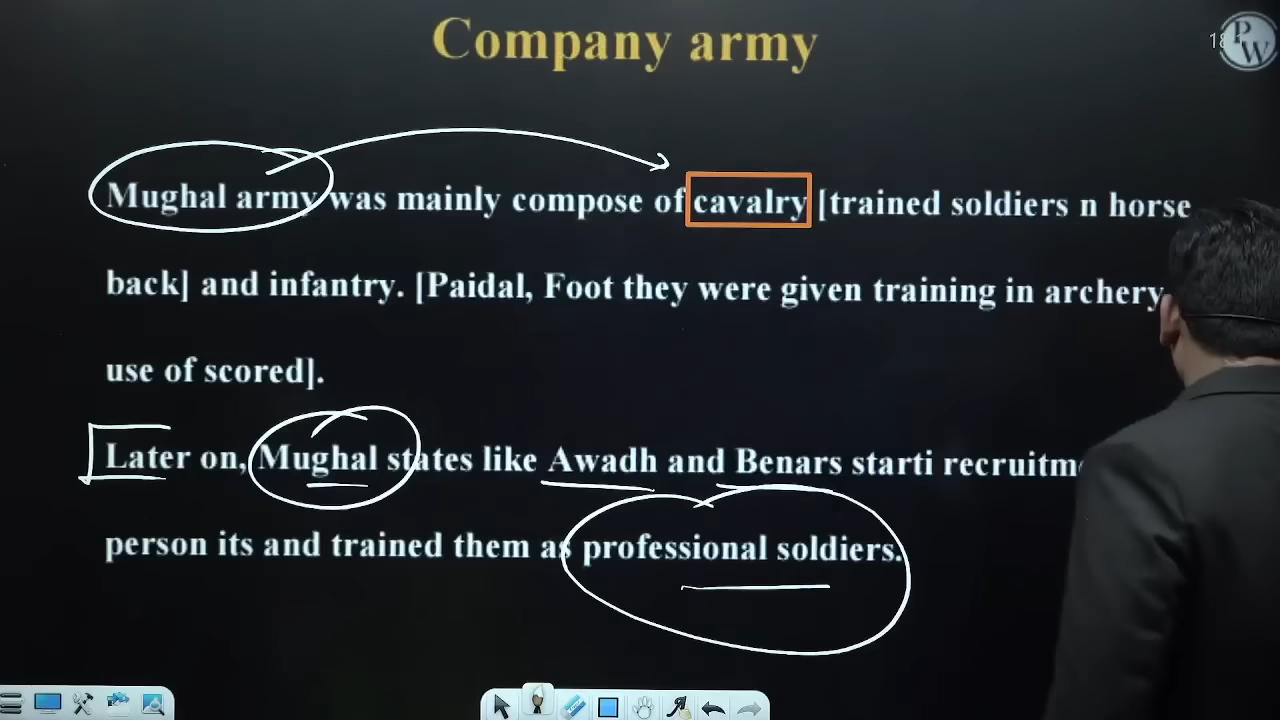 Company army
PW
Mughal army was mainly compose of cavalry [trained soldiers n horse
back] and infantry. [Paidal, Foot they were given training in archery
use of scored].
Later on, Mughal states like Awadh and Benars starti
person its and trained them as professional soldiers.